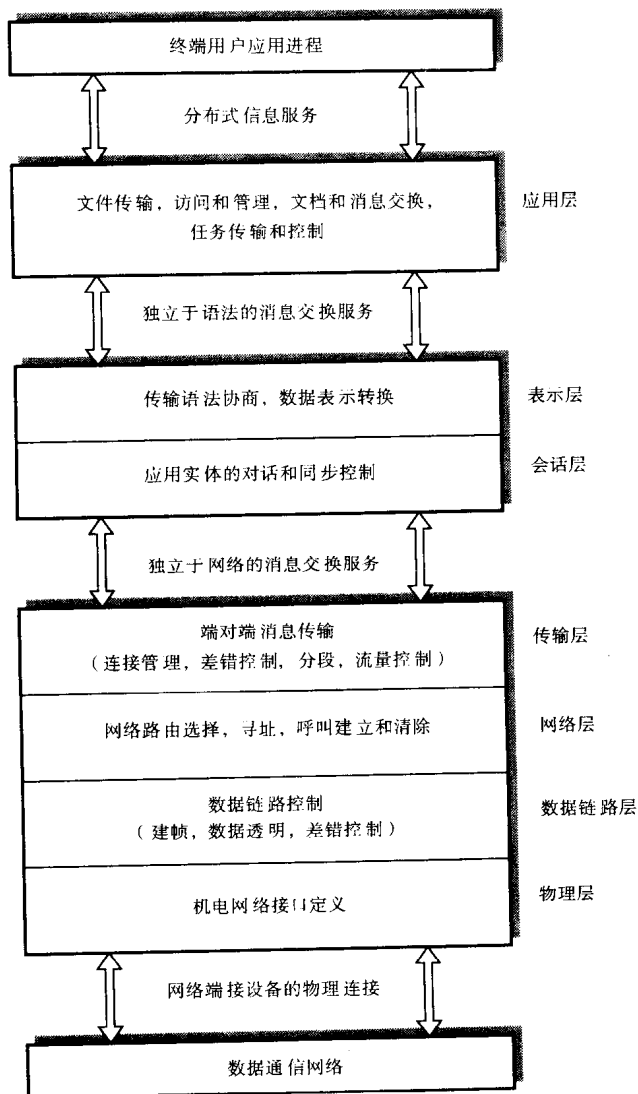 终端用户应用进程
分布式信息服务
文件传输，访问和管理，文档和消息交换，
任务传输和控制
应用层
独立于语法的消息交换服务
传输语法协商，数据表示转换
表示层
应用实体的对话和同步控制
会话层
独立于网络的消息交换服务
端对端消息传输
（连接管理，差错控制，分段，流量控制）
传输层
网络路由选择，寻址，呼叫建立和清除
网络层
数据链路控制
（建帧，数据透明，差错控制）
数据链路层
机电网络接口定义
物理层
网络端接设备的物理连接
数据通信网络